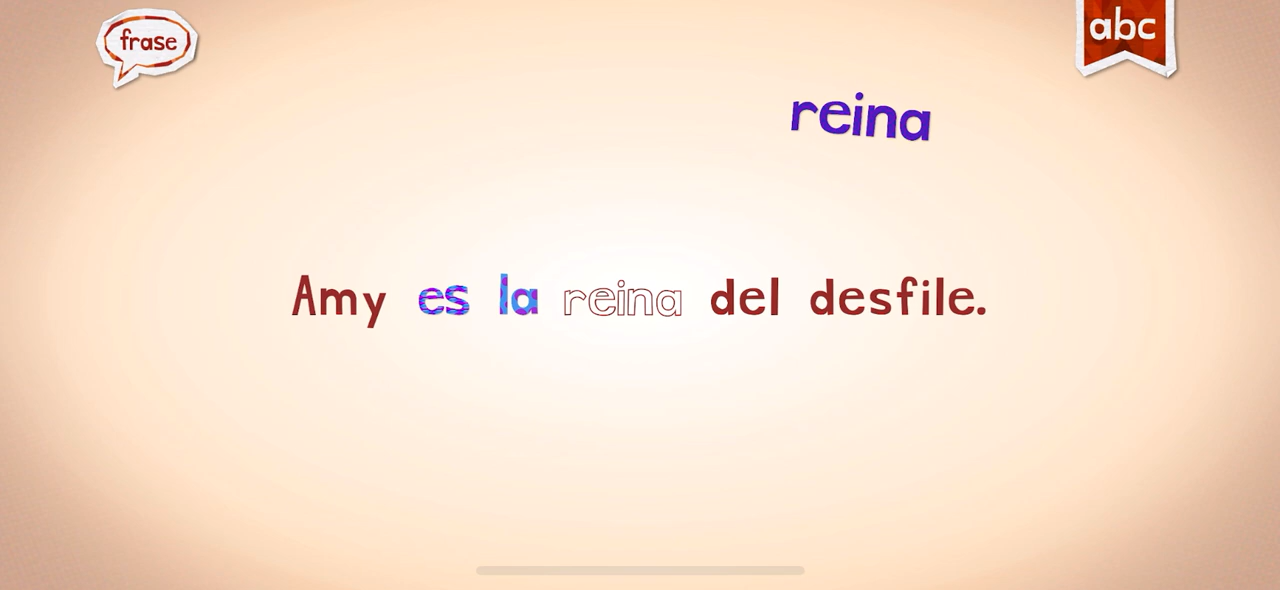 frase
abc
reina
Amy es la reina del desfile.